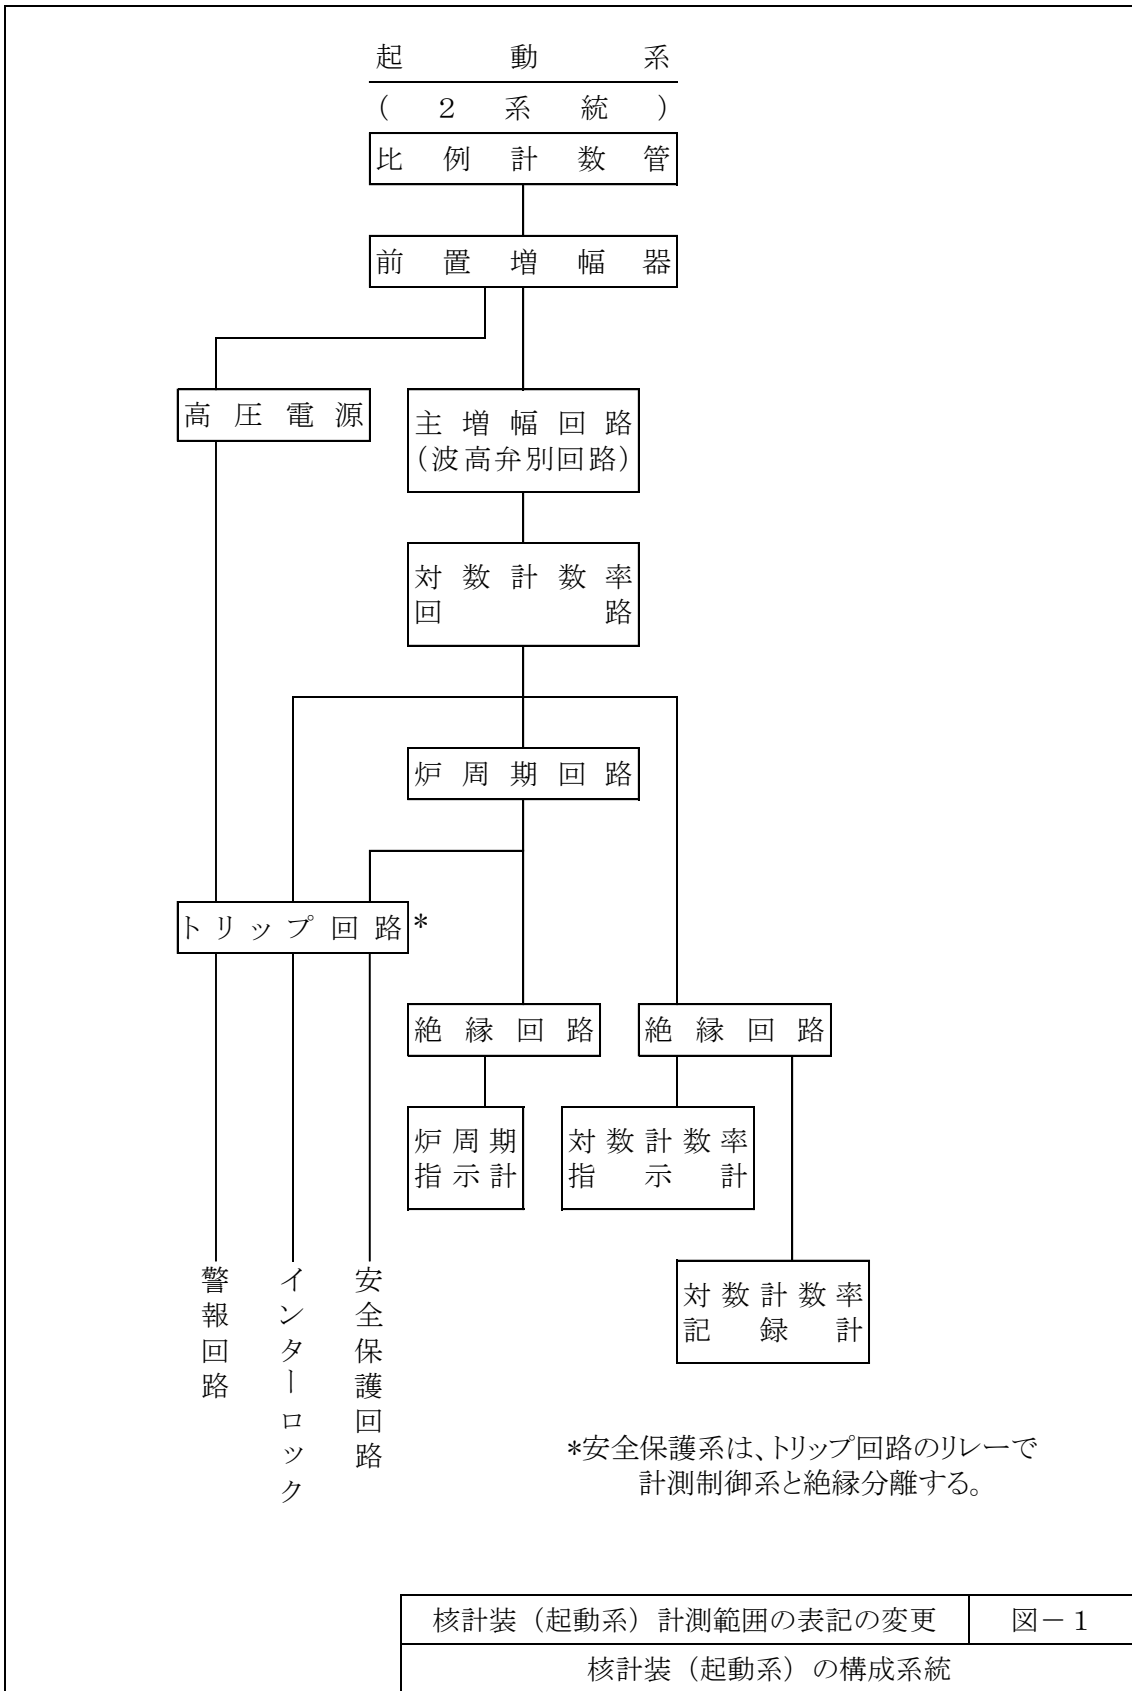 起動系
(2系統)
比例計数管
前置増幅器
高圧電源
主増幅回路
(波高弁別回路)
対数計数率
回路
炉周期回路
トリップ回路*
絶縁回路
絶縁回路
炉周期
指示計
対数計数率
指示計
対数計数率
記録計
警報回路
インターロック
安全保護回路
*安全保護系は、トリップ回路のリレーで
計測制御系と絶縁分離する。
核計装(起動系)計測範囲の表記の変更
図-1
核計装(起動系)の構成系統